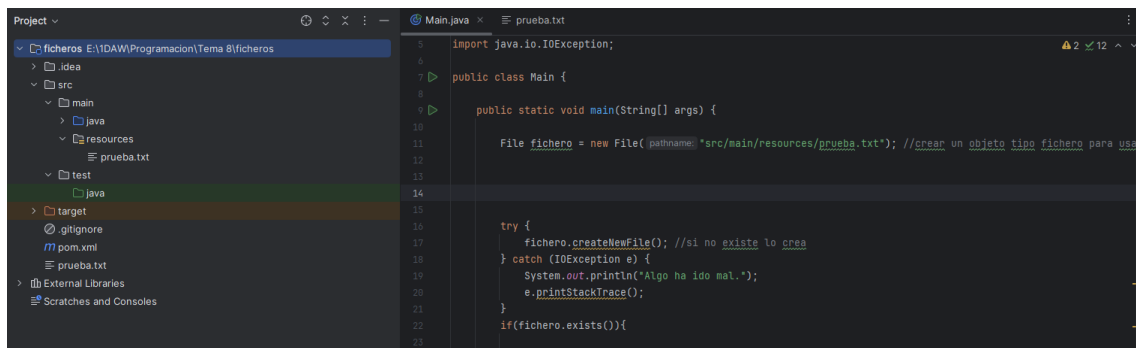 Project
ficheros E:\1DAW\Programacion\Tema 8\ficheros
.idea
src
main
java
resources
prueba.txt
test
java
target
.gitignore
pom.xml
prueba.txt
External Libraries
Scratches and Consoles
Main.java prueba.txt
2 12
5 import java.io.IOException;
6
7 public class Main {
8
9 public static void main(String[] args) {
10
11 File fichero = new File( pathname: "src/main/resources/prueba.txt"); //crear un objeto tipo fichero para usa
12
13
14
15
16 try {
17 fichero.createNewFile(); //si no existe lo crea
18 } catch (IOException e) {
19 System.out.println("Algo ha ido mal.");
20 e.printStackTrace();
21 }
22 if(fichero.exists()){
23